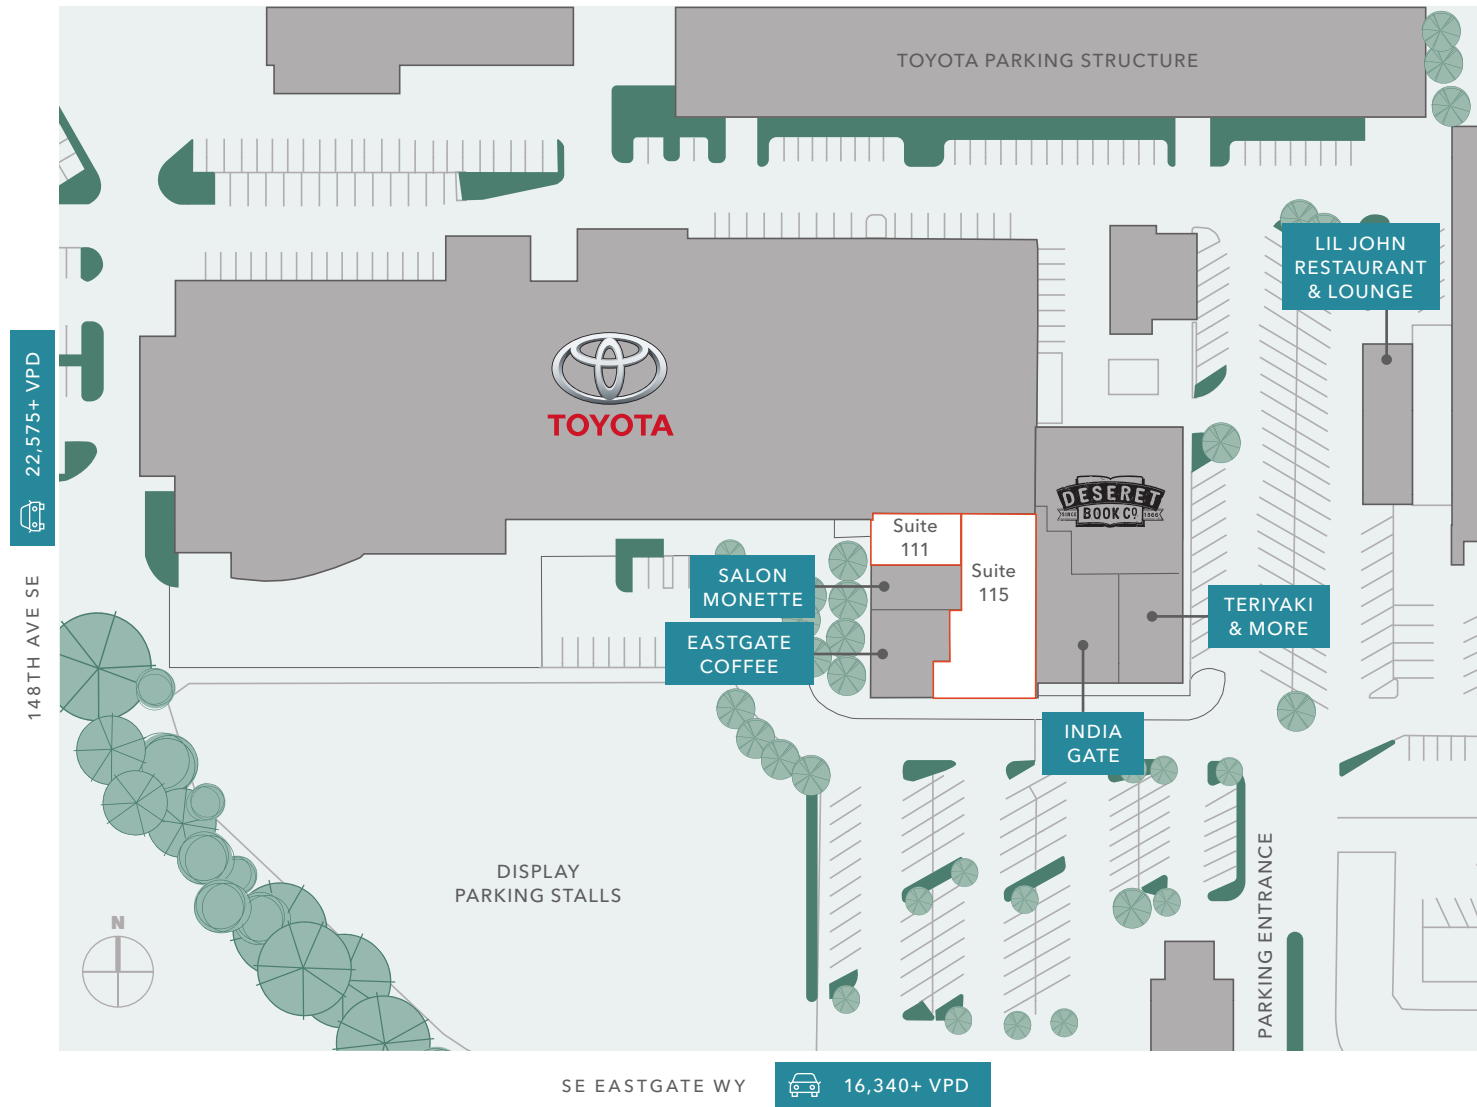 TOYOTA PARKING STRUCTURE
LIL JOHN
RESTAURANT
& LOUNGE
22,575+ VPD
148TH AVE SE
TOYOTA
DESERET
SINCE
BOOK CO
1866
Suite
111
Suite
115
SALON
MONETTE
EASTGATE
COFFEE
TERIYAKI
& MORE
INDIA
GATE
DISPLAY
PARKING STALLS
PARKING ENTRANCE
N
SE EASTGATE WY
16,340+ VPD